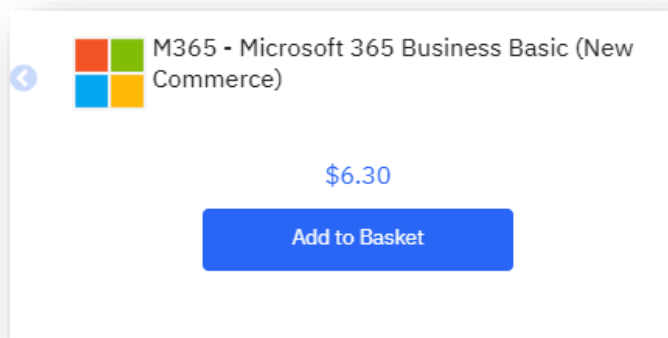 M365 - Microsoft 365 Business Basic (New
Commerce)
$6.30
Add to Basket